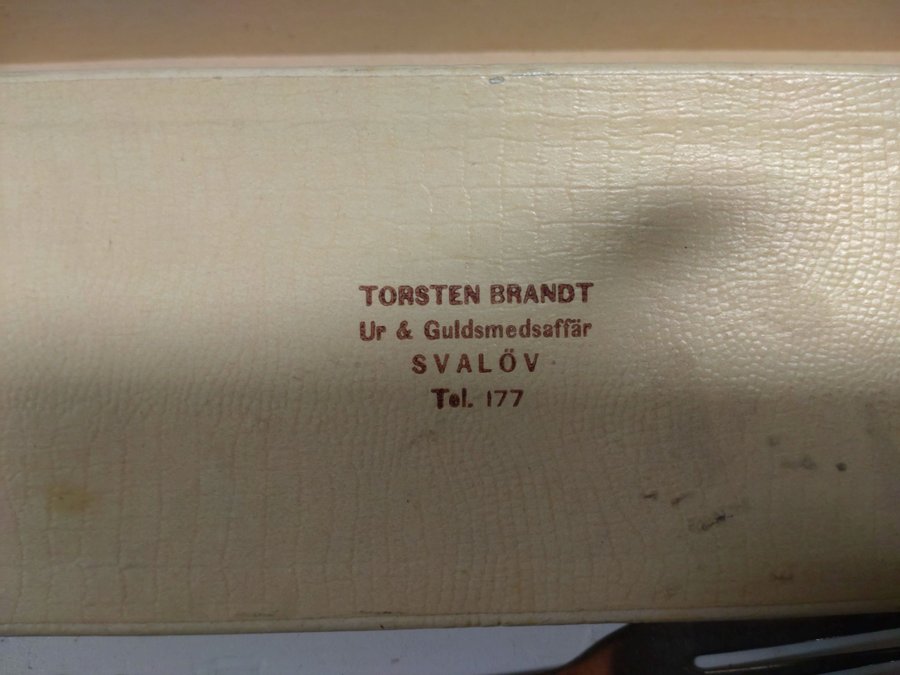 TORSTEN BRANDT
Ur & Guldsmedsaffär
SVALÖV
Tel. 177